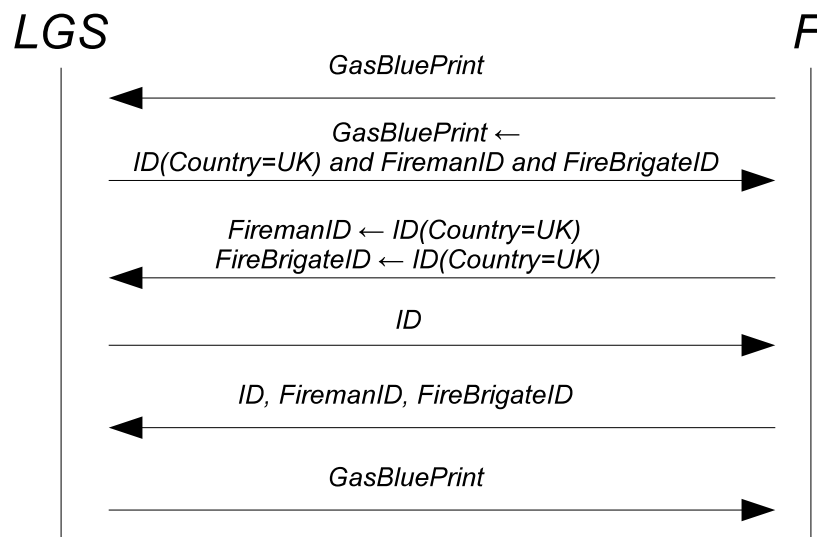 LGS
F
GasBluePrint
GasBluePrint ←
ID(Country=UK) and FiremanID and FireBrigateID
FiremanID ← ID(Country=UK)
FireBrigateID ← ID(Country=UK)
ID
ID, FiremanID, FireBrigateID
GasBluePrint